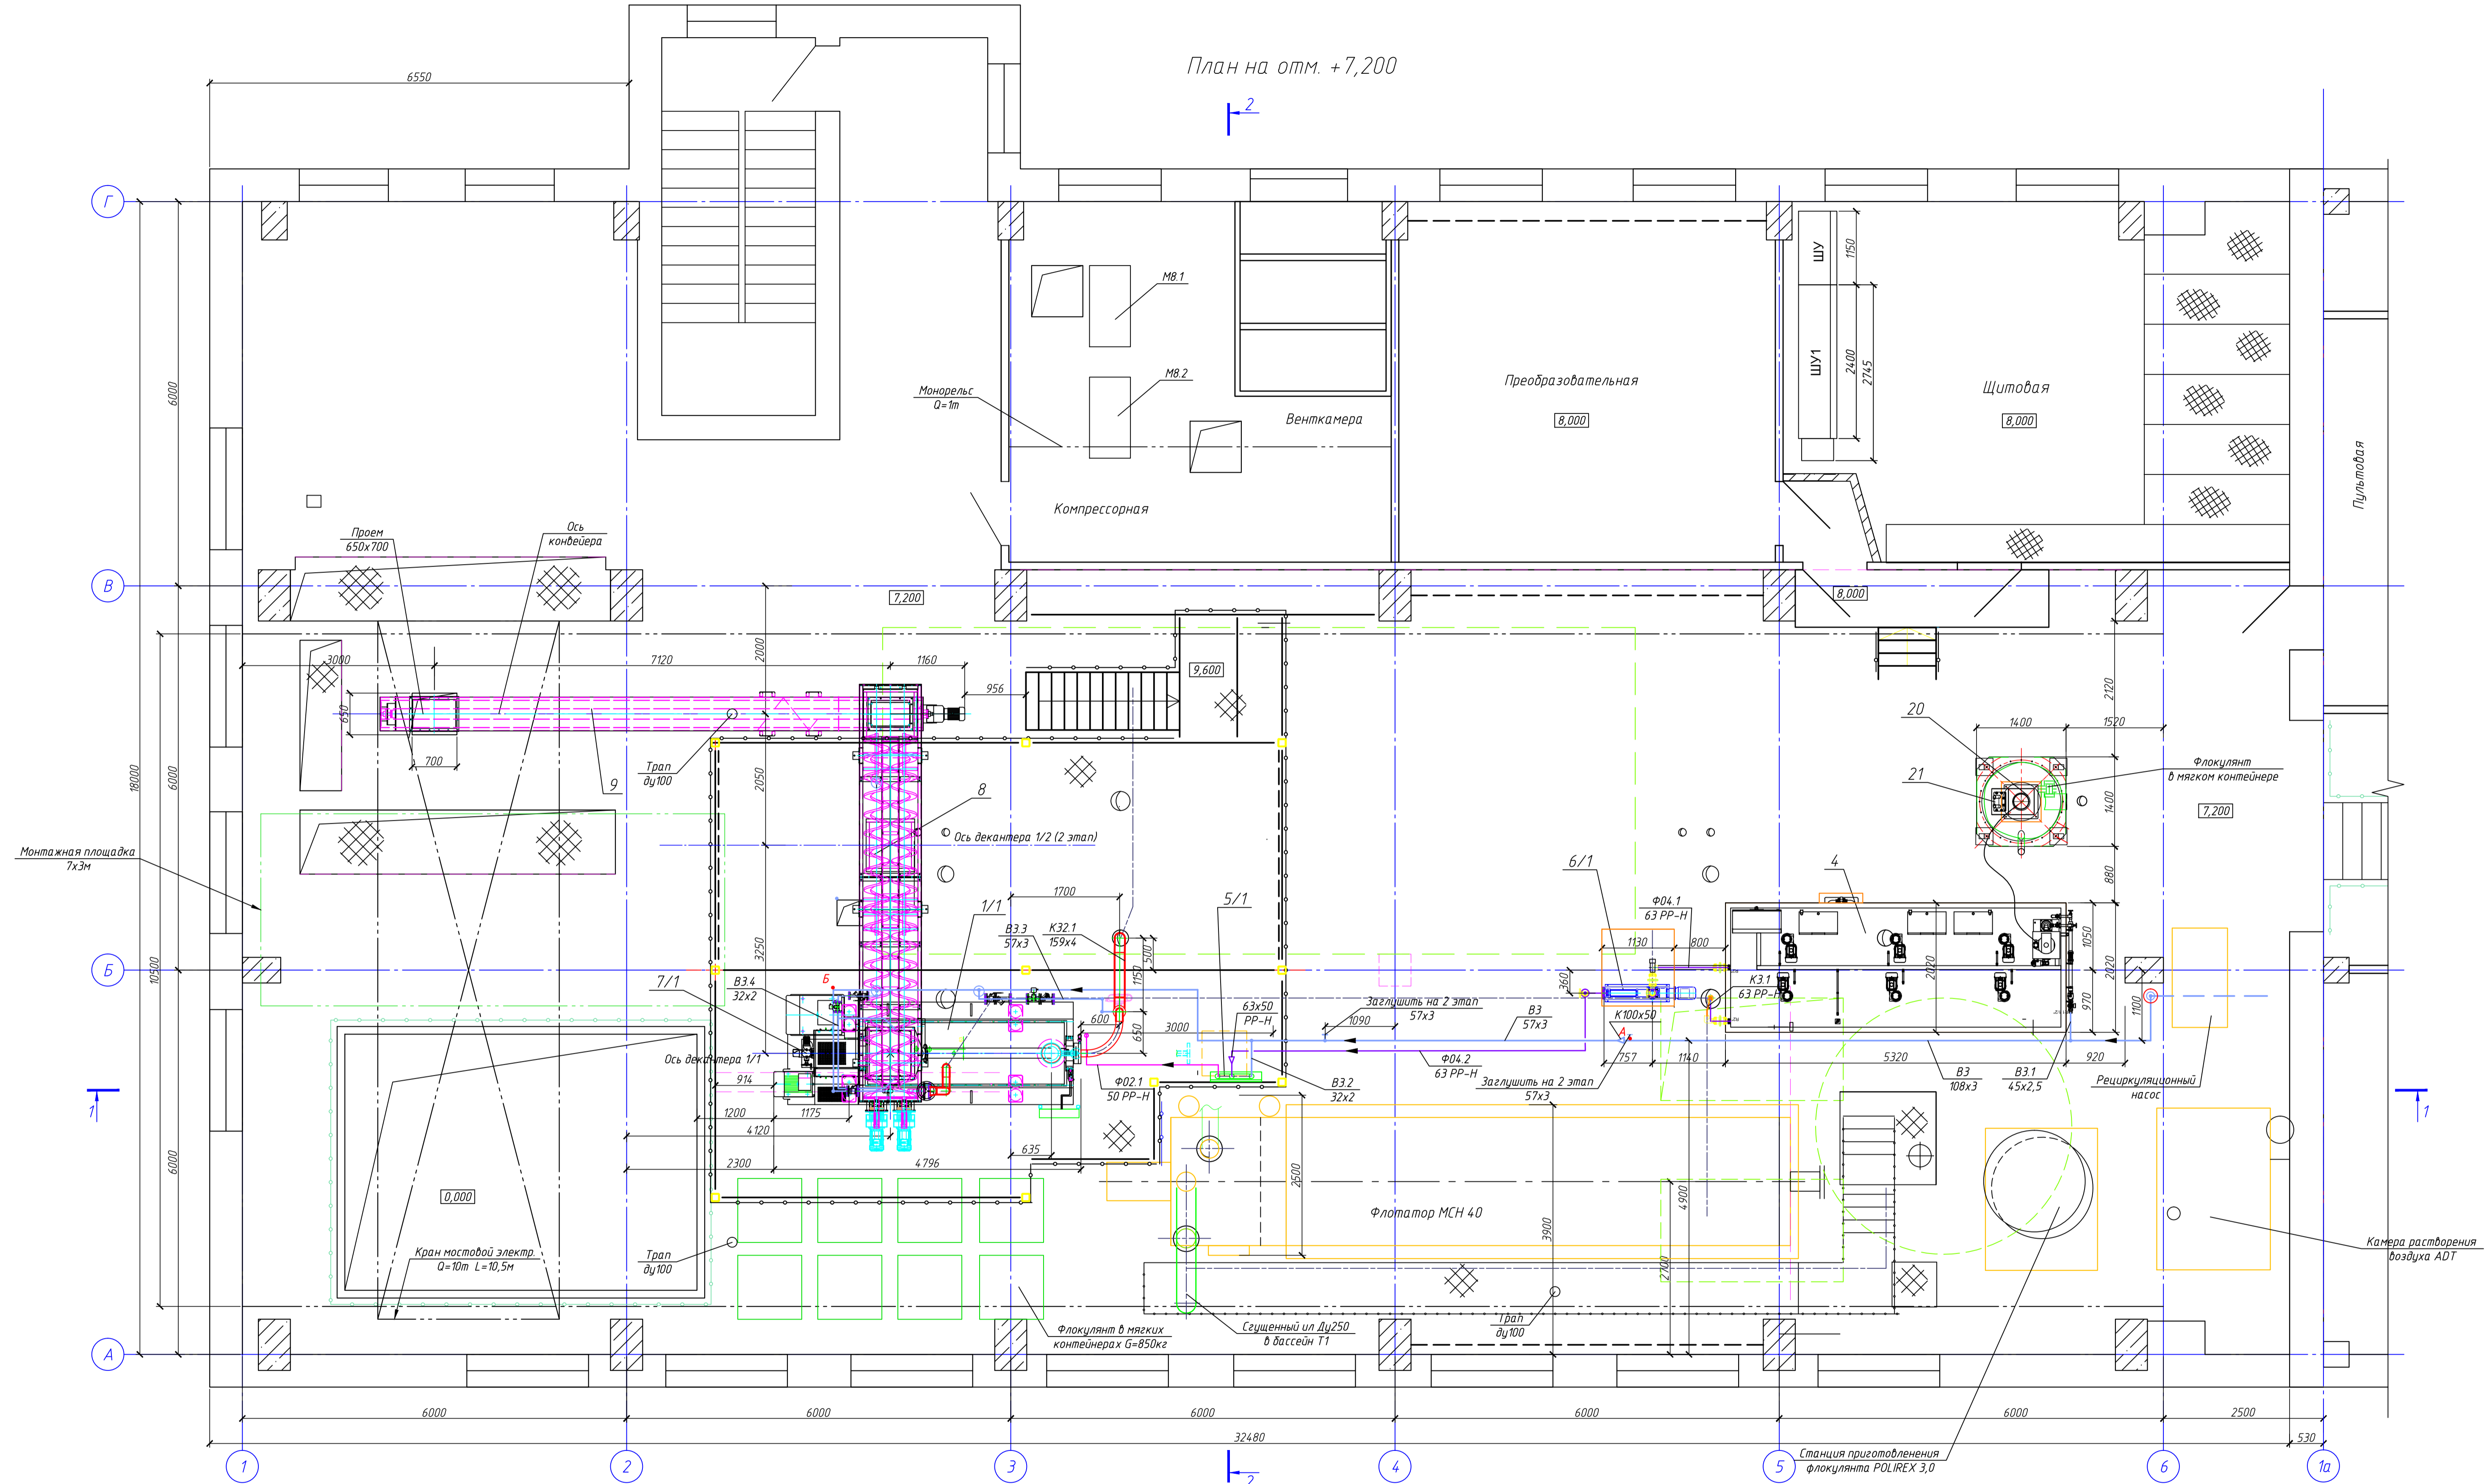 План на отм. +7,200
2
6550
Г
6000
18000
М8.1
М8.2
Монорельс
Q=1т
Венткамера
Компрессорная
Преобразовательная
8,000
ШУ
1150
ШУ1
2400
2745
Щитовая
8,000
Пультовая
Проем
650х700
Ось
конвейера
В
7,200
8,000
3000
7120
2000
1160
956
9,600
650
700
9
Трап
ду100
2050
8
2120
20
1400
1520
21
Флокулянт
в мягком контейнере
7,200
1400
880
6000
10500
Монтажная площадка
7х3м
Ось декантера 1/2 (2 этап)
3250
1700
1/1
В3.3
57х3
К32.1
159х4
500
1150
5/1
6/1
Ф04.1
63 РР-Н
4
1130
800
360
2020
1050
2020
970
1100
Б
7/1
Б
В3.4
32х2
600
3000
650
63х50
РР-Н
1090
Заглушить на 2 этап
57х3
В3
57х3
К3.1
63 РР-Н
К100х50
А
Ось декантера 1/1
914
Ф02.1
50 РР-Н
Ф04.2
63 РР-Н
В3.2
32х2
Заглушить на 2 этап
57х3
757
1140
5320
920
В3
108х3
В3.1
45х2,5
Рециркуляционный
насос
1
1
1200
1175
4120
635
2300
4796
6000
0,000
2500
3900
2700
4900
Флотатор МСН 40
Кран мостовой электр.
Q=10т L=10,5м
Трап
ду100
Камера растворения
воздуха ADT
Флокулянт в мягких
контейнерах G=850кг
Сгущенный ил Ду250
в бассейн Т1
Трап
ду100
А
6000
6000
6000
6000
6000
2500
32480
530
Станция приготовленения
флокулянта POLIREX 3,0
1
2
3
2
4
5
6
1а